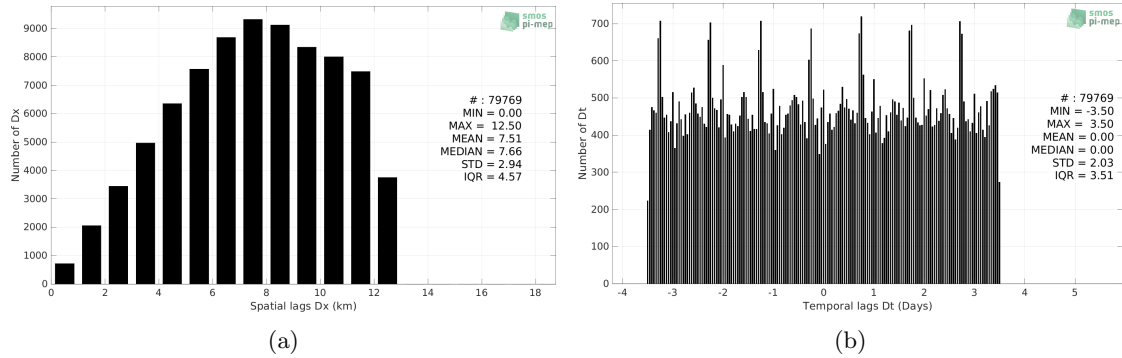 smos
pi-mep
9000
8000
7000
6000
5000
4000
3000
2000
1000
0
Number of Dx
# : 79769
MIN = 0.00
MAX = 12.50
MEAN = 7.51
MEDIAN = 7.66
STD = 2.94
IQR = 4.57
0 2 4 6 8 10 12 14 16 18
Spatial lags Dx (km)
(a)
smos
pi-mep
700
600
500
400
300
200
100
0
Number of Dt
# : 79769
MIN = -3.50
MAX = 3.50
MEAN = 0.00
MEDIAN = 0.00
STD = 2.03
IQR = 3.51
-4 -3 -2 -1 0 1 2 3 4 5
Temporal lags Dt (Days)
(b)